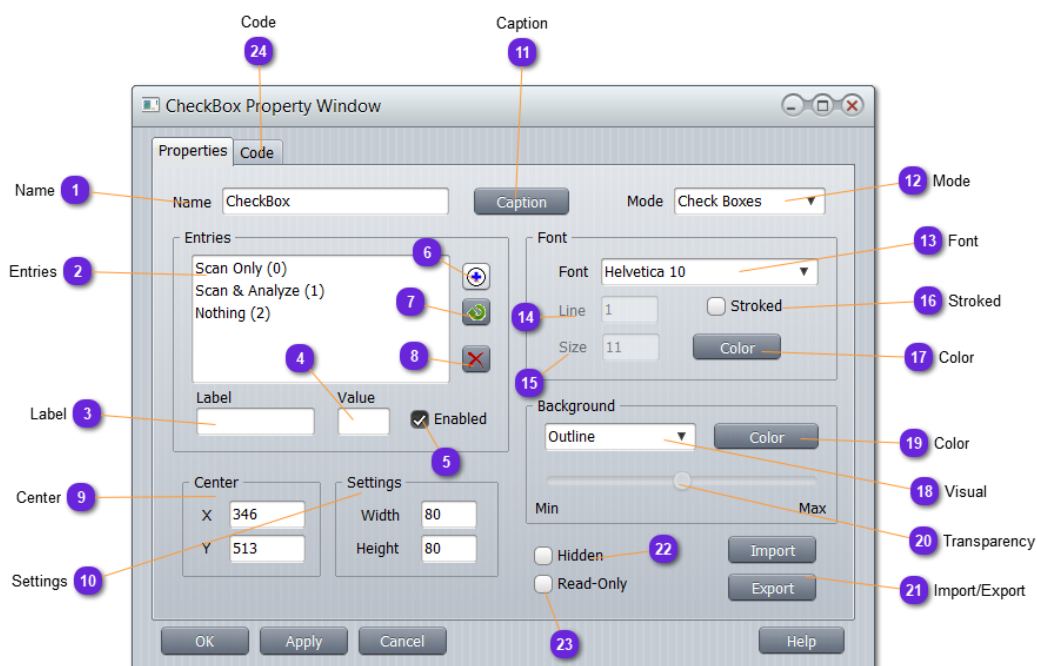 Code
Caption
24
11
CheckBox Property Window
Properties
Code
Name 1
12 Mode
Name
CheckBox
Caption
Mode
Check Boxes
Entries
Font
13 Font
Entries 2
Scan Only (0)
Scan & Analyze (1)
Nothing (2)
6
7
8
Font
Helvetica 10
14
Line
1
Stroked
16 Stroked
Size
11
Color
17 Color
15
4
Label
Value
Label 3
Enabled
5
Background
Outline
Color
19 Color
18 Visual
Min
Max
20 Transparency
Center 9
Center
X
346
Y
513
Settings
Width
80
Height
80
Settings 10
Hidden
22
Import
Read-Only
Export
21 Import/Export
23
OK
Apply
Cancel
Help